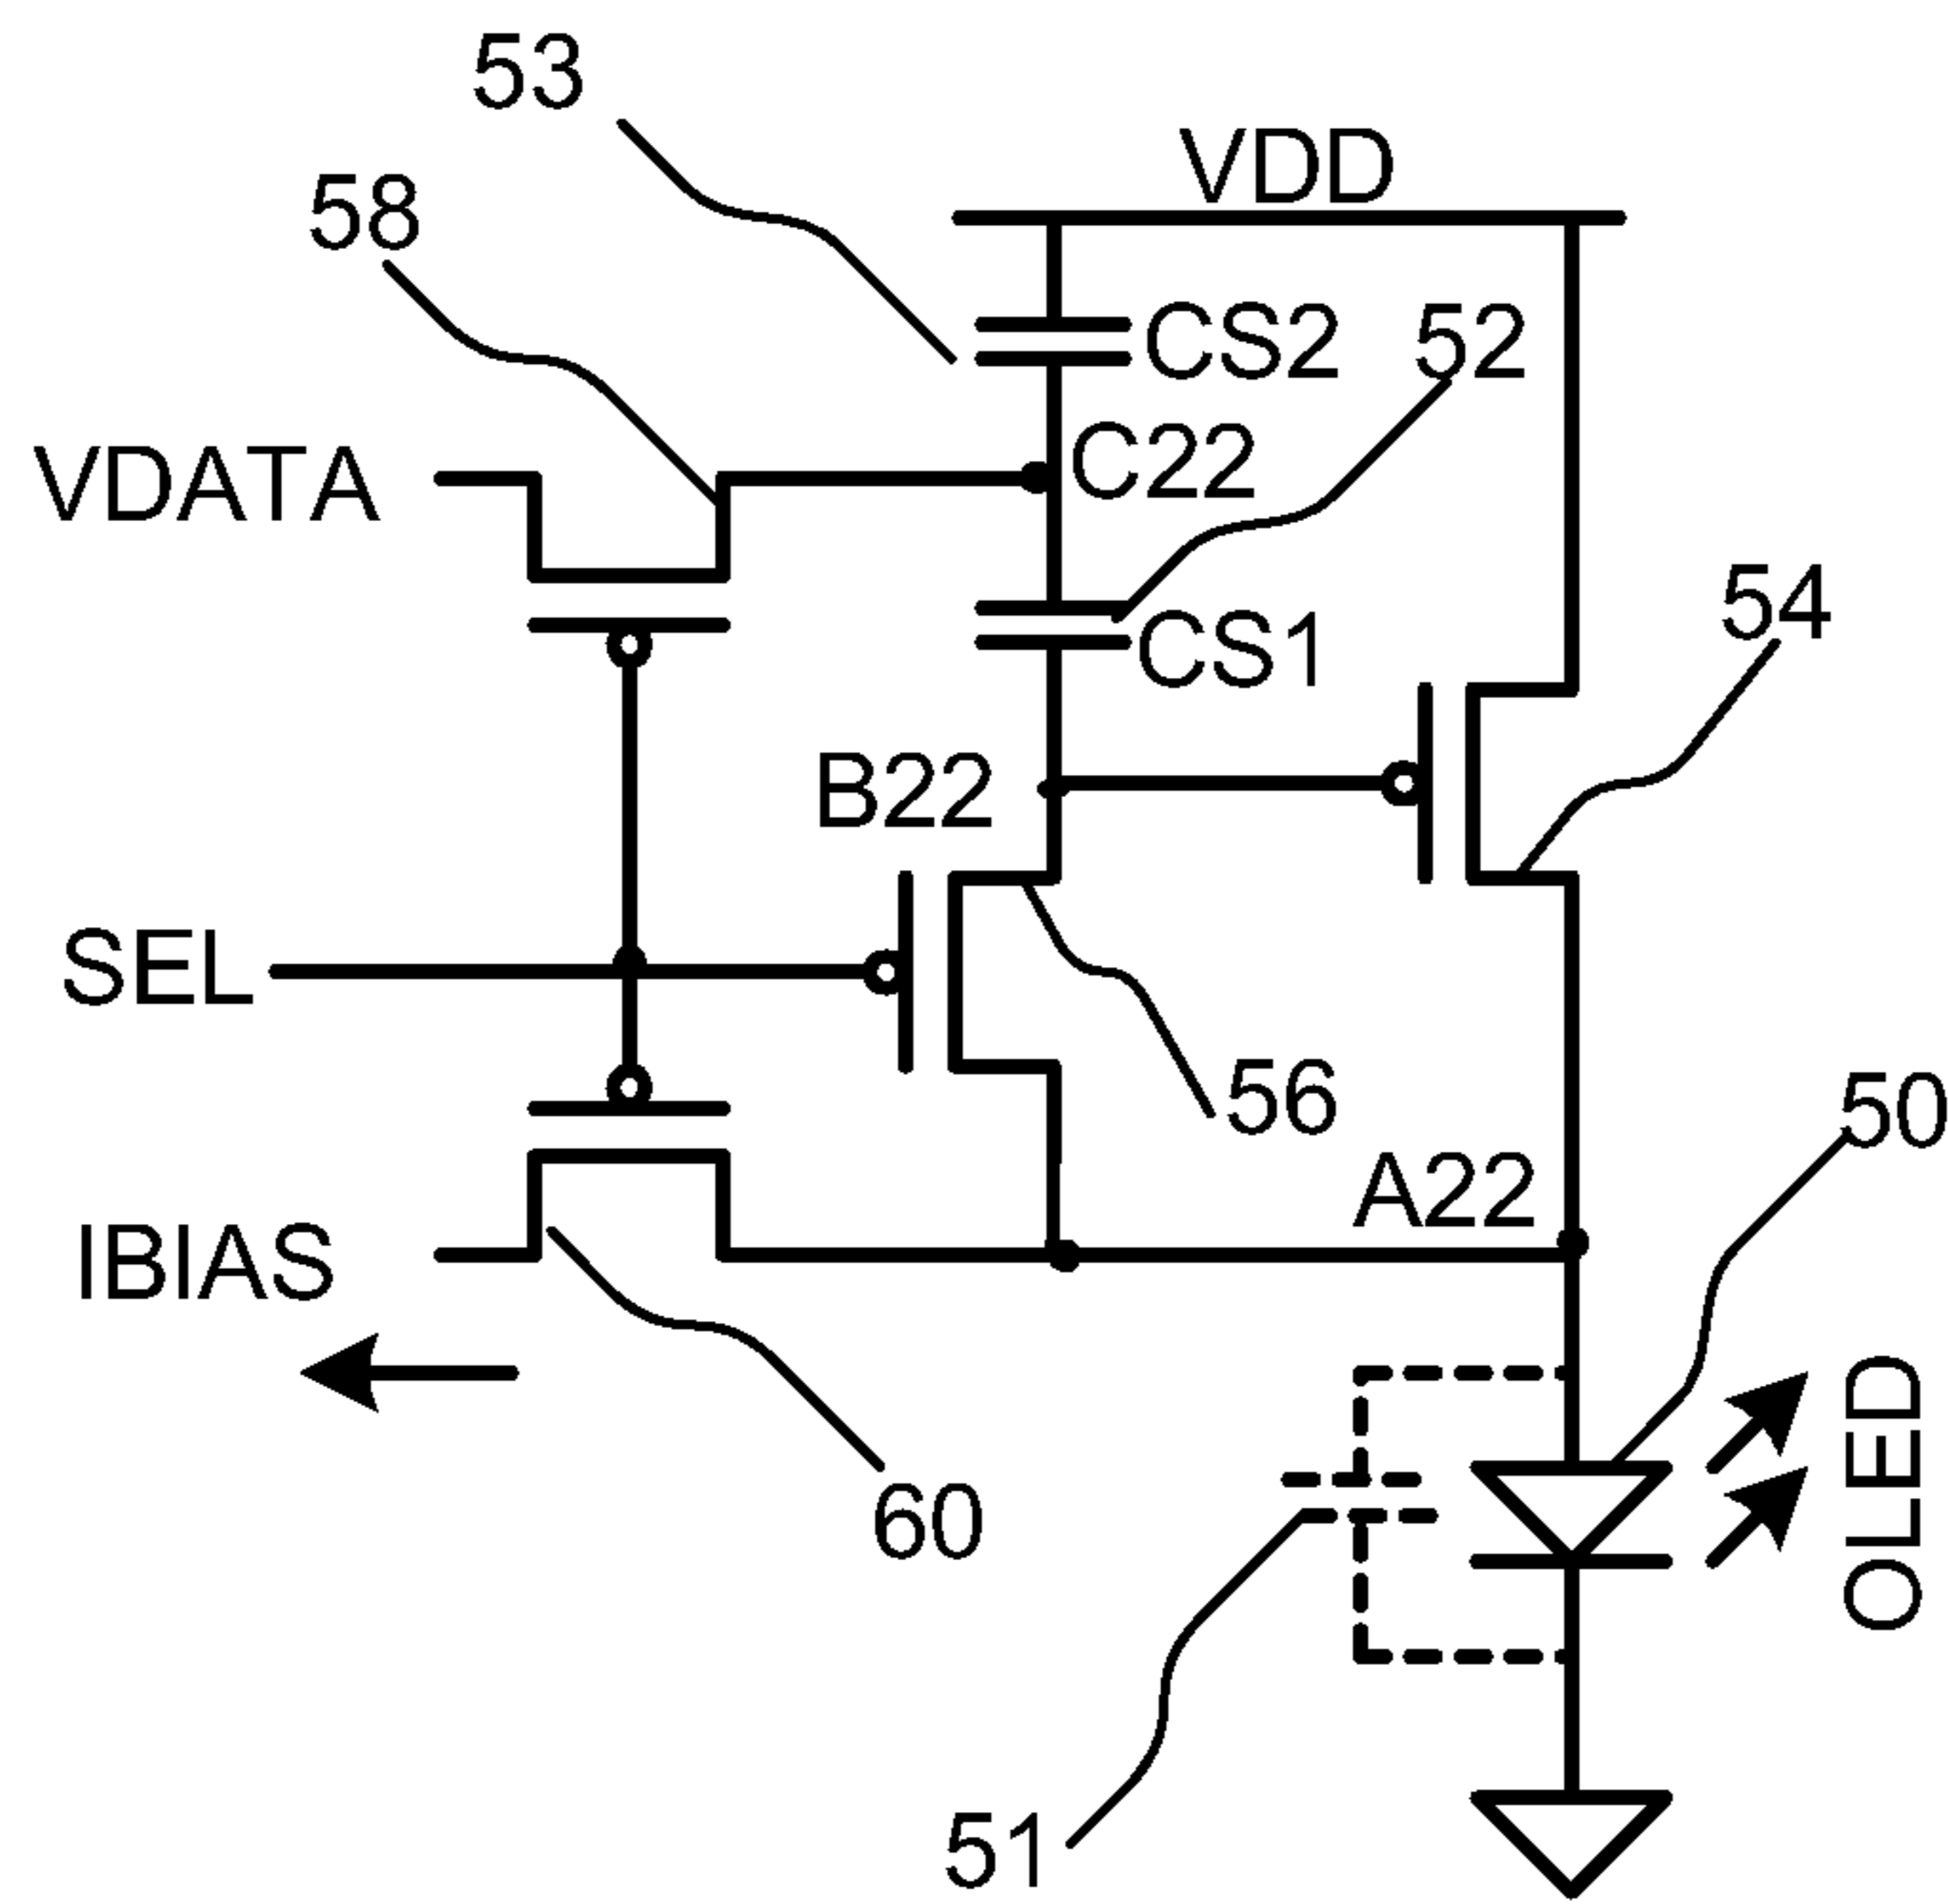 53
VDD
58
CS2
52
C22
VDATA
54
CS1
B22
SEL
56
50
A22
IBIAS
OLED
60
51